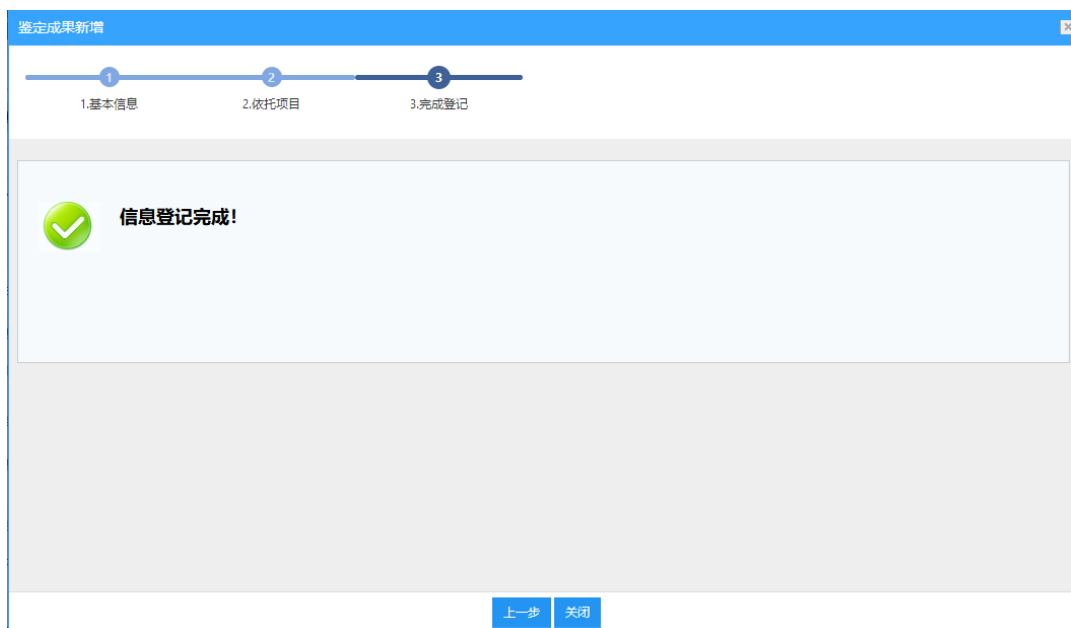 鉴定成果新增
1 2 3
1.基本信息 2.依托项目 3.完成登记
信息登记完成！
上一步 关闭